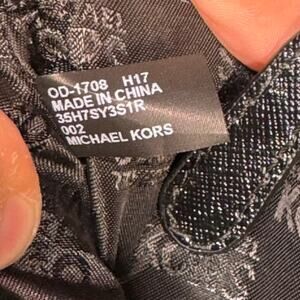 OD-1708 H17
MADE IN CHINA
35H7SY3S1R
002
MICHAEL KORS